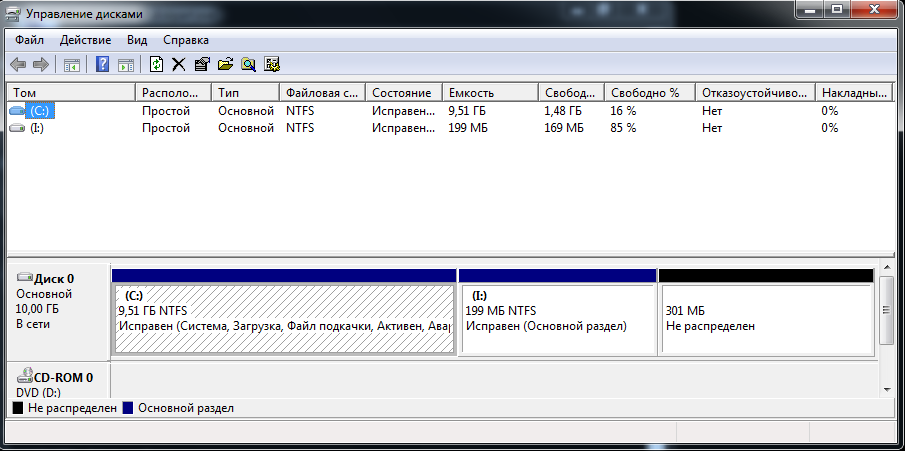 Управление дисками
Файл Действие Вид Справка
Том Располо... Тип Файловая с... Состояние Емкость Свобод... Свободно % Отказоустойчиво... Накладны...
(C:) Простой Основной NTFS Исправен... 9,51 ГБ 1,48 ГБ 16 % Нет 0%
(I:) Простой Основной NTFS Исправен... 199 МБ 169 МБ 85 % Нет 0%
Диск 0
Основной
10,00 ГБ
В сети
(C:)
9,51 ГБ NTFS
Исправен (Система, Загрузка, Файл подкачки, Активен, Авар
(I:)
199 МБ NTFS
Исправен (Основной раздел)
301 МБ
Не распределен
CD-ROM 0
DVD (D:)
Не распределен Основной раздел